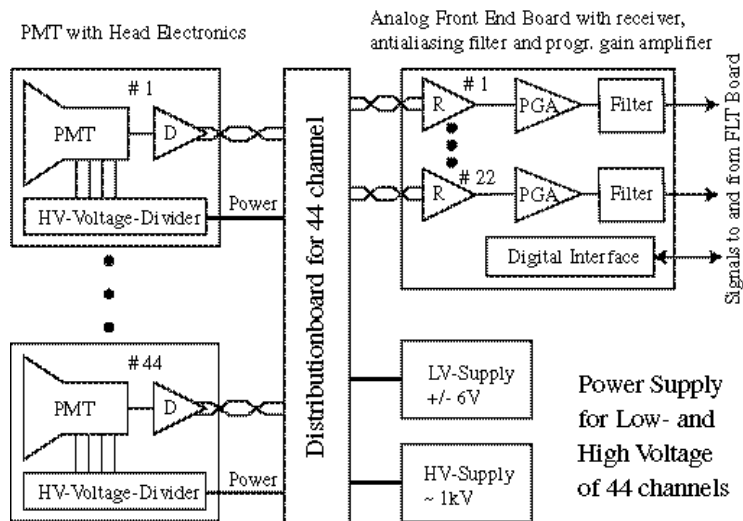 PMT with Head Electronics
Analog Front End Board with receiver,
antialiasing filter and progr. gain amplifier
# 1
PMT
D
HV-Voltage-Divider
Power
# 44
PMT
D
HV-Voltage-Divider
Power
Distributionboard for 44 channel
# 1
R
PGA
Filter
# 22
R
PGA
Filter
Digital Interface
Signals to and from FLT Board
LV-Supply
+/- 6V
HV-Supply
~ 1kV
Power Supply
for Low- and
High Voltage
of 44 channels